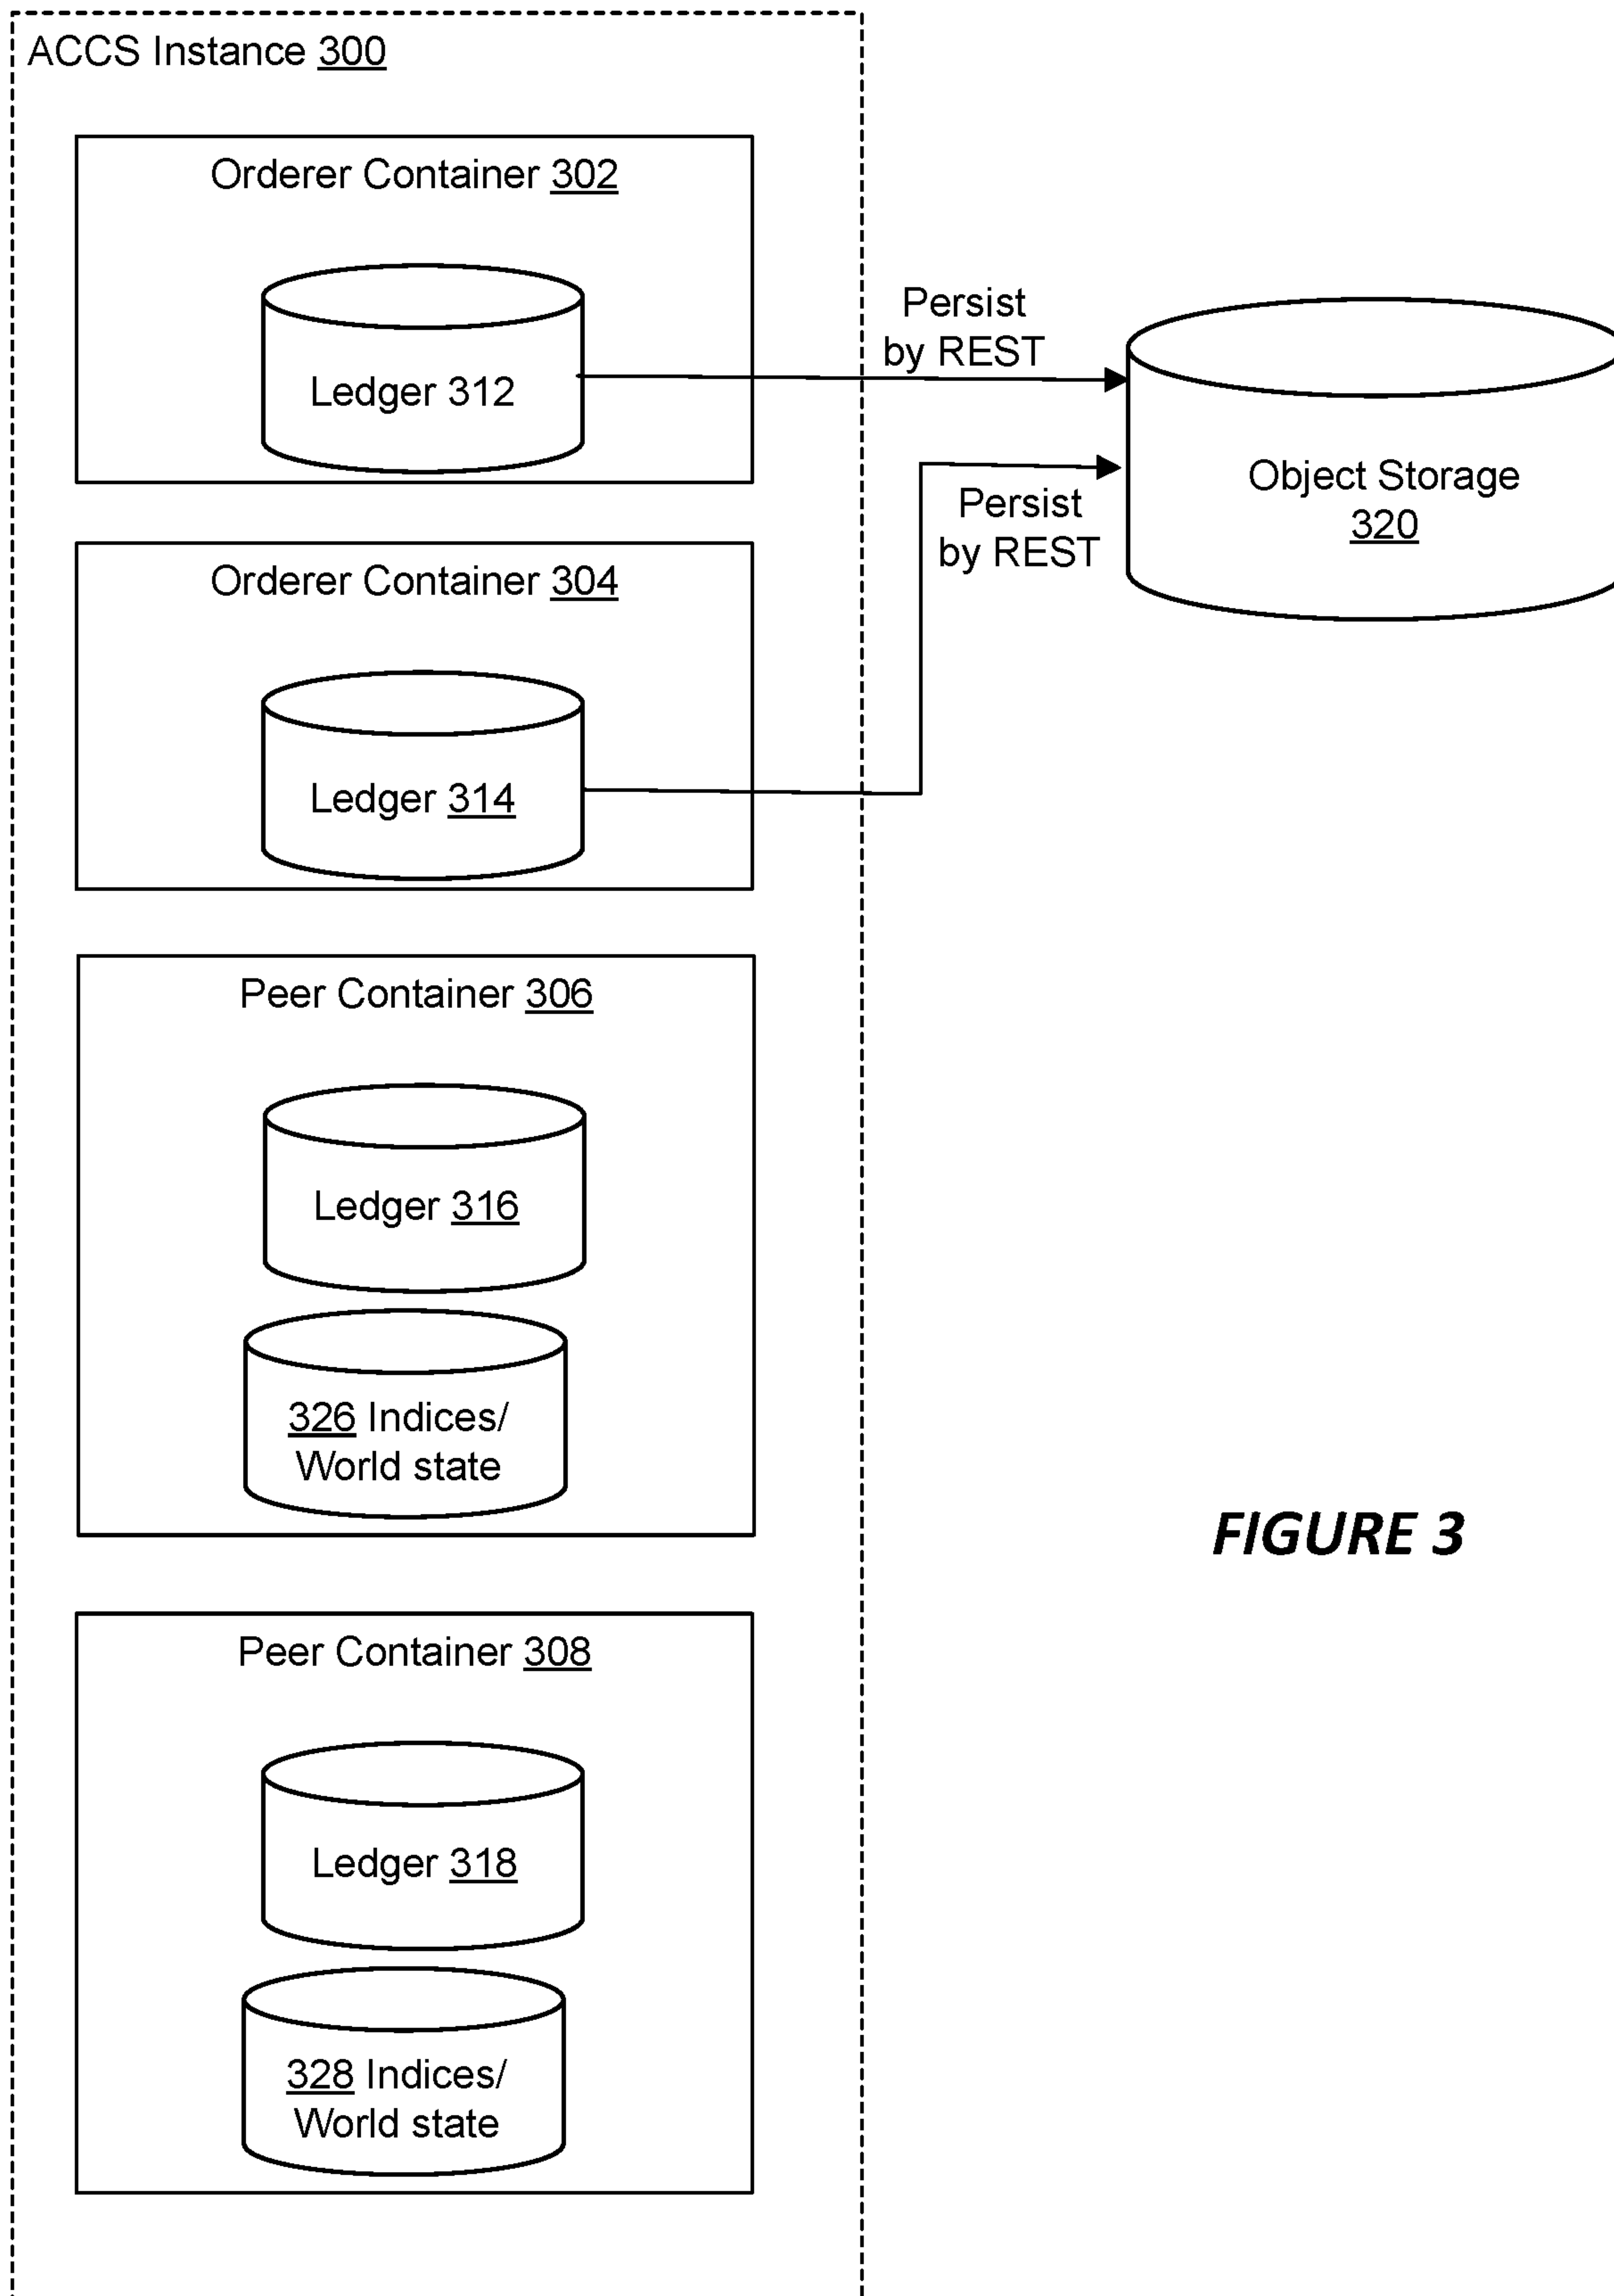 ACCS Instance 300
Orderer Container 302
Ledger 312
Persist
by REST
Object Storage
320
Persist
by REST
Orderer Container 304
Ledger 314
Peer Container 306
Ledger 316
326 Indices/
World state
FIGURE 3
Peer Container 308
Ledger 318
328 Indices/
World state